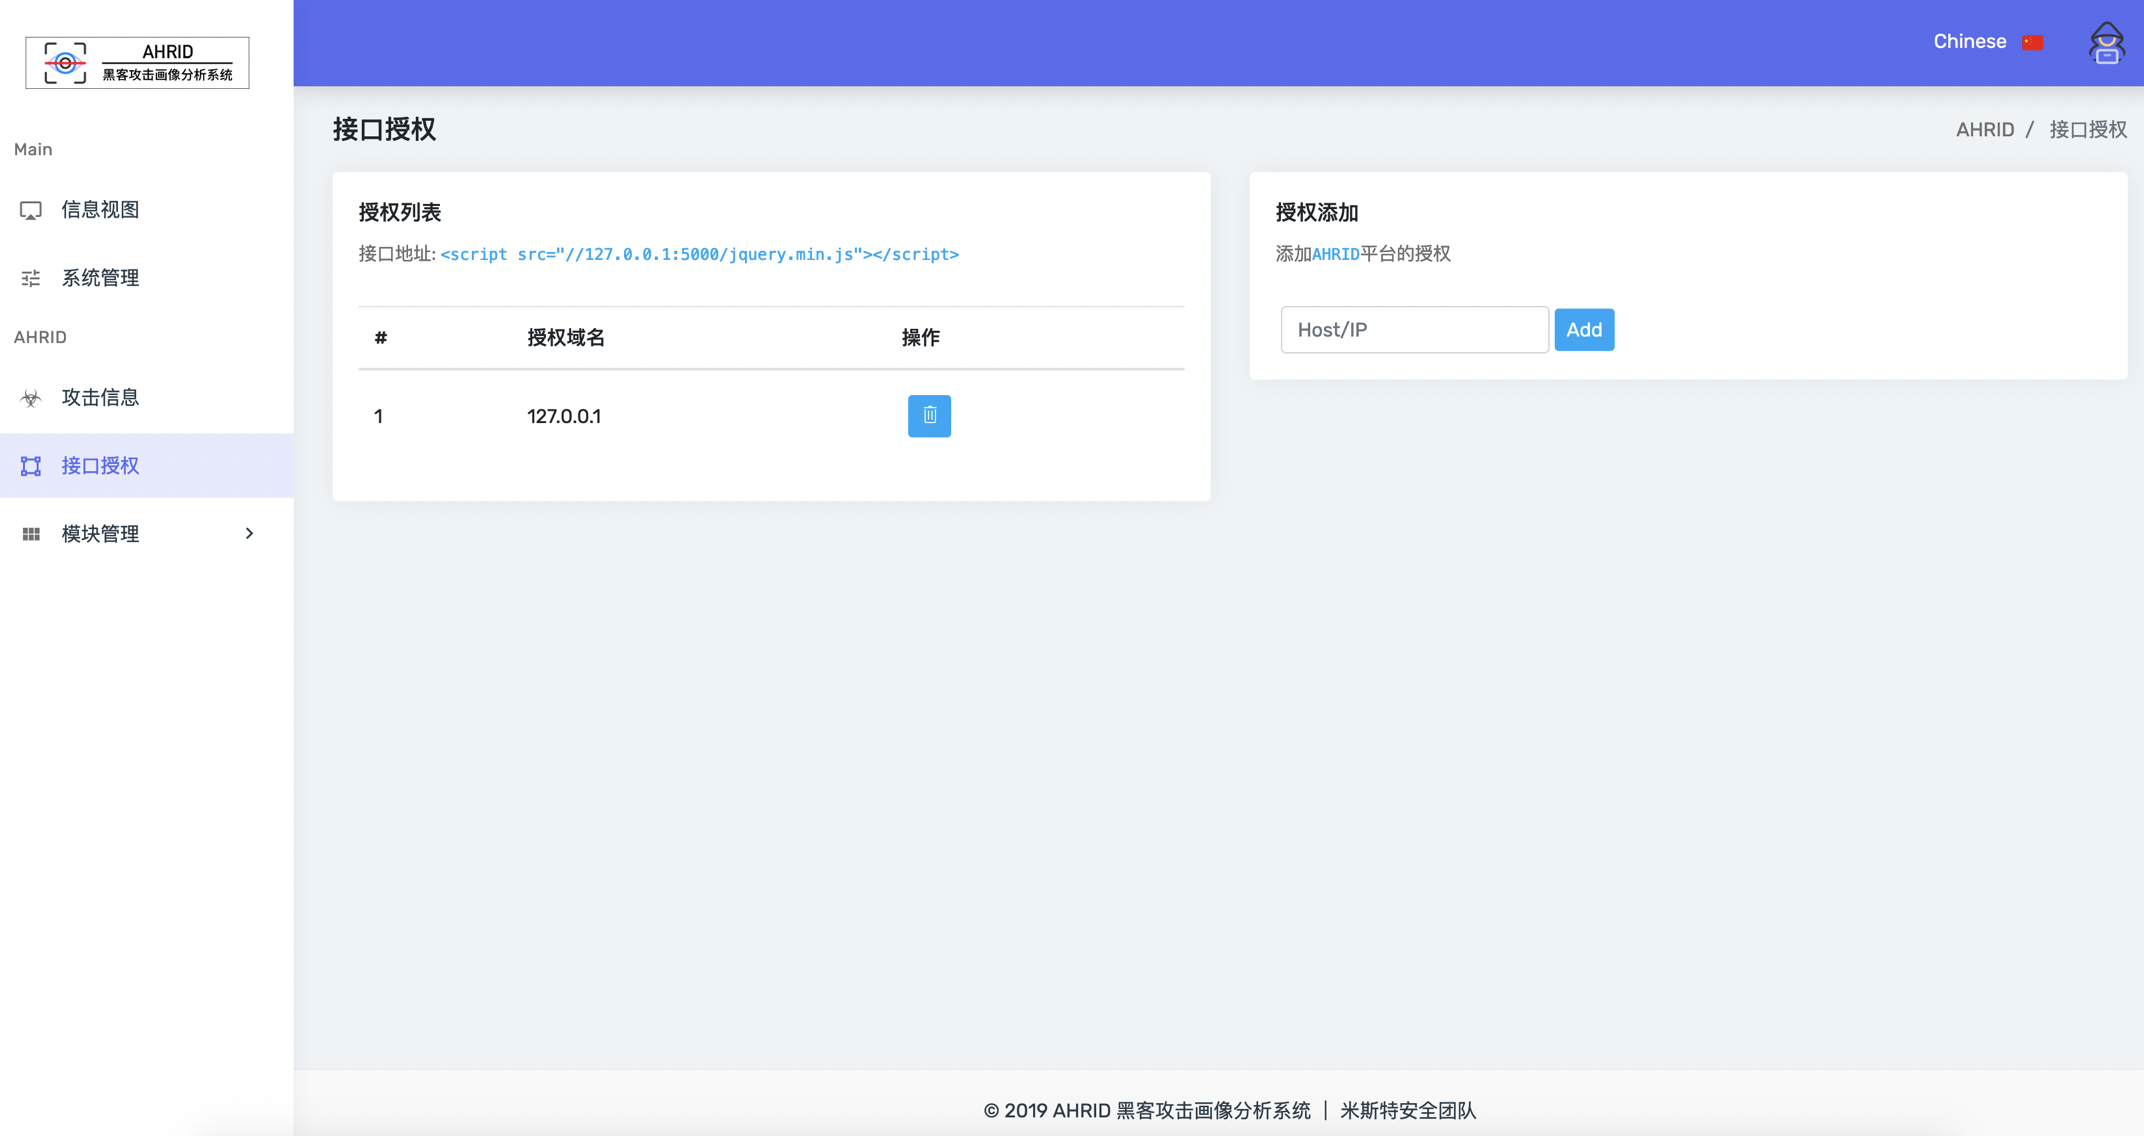 AHRID
黑客攻击画像分析系统
Main
信息视图
系统管理
AHRID
攻击信息
接口授权
模块管理
Chinese
接口授权
AHRID / 接口授权
授权列表
接口地址: <script src="//127.0.0.1:5000/jquery.min.js"></script>
# 授权域名 操作
1 127.0.0.1
授权添加
添加AHRID平台的授权
Host/IP Add
© 2019 AHRID 黑客攻击画像分析系统 | 米斯特安全团队